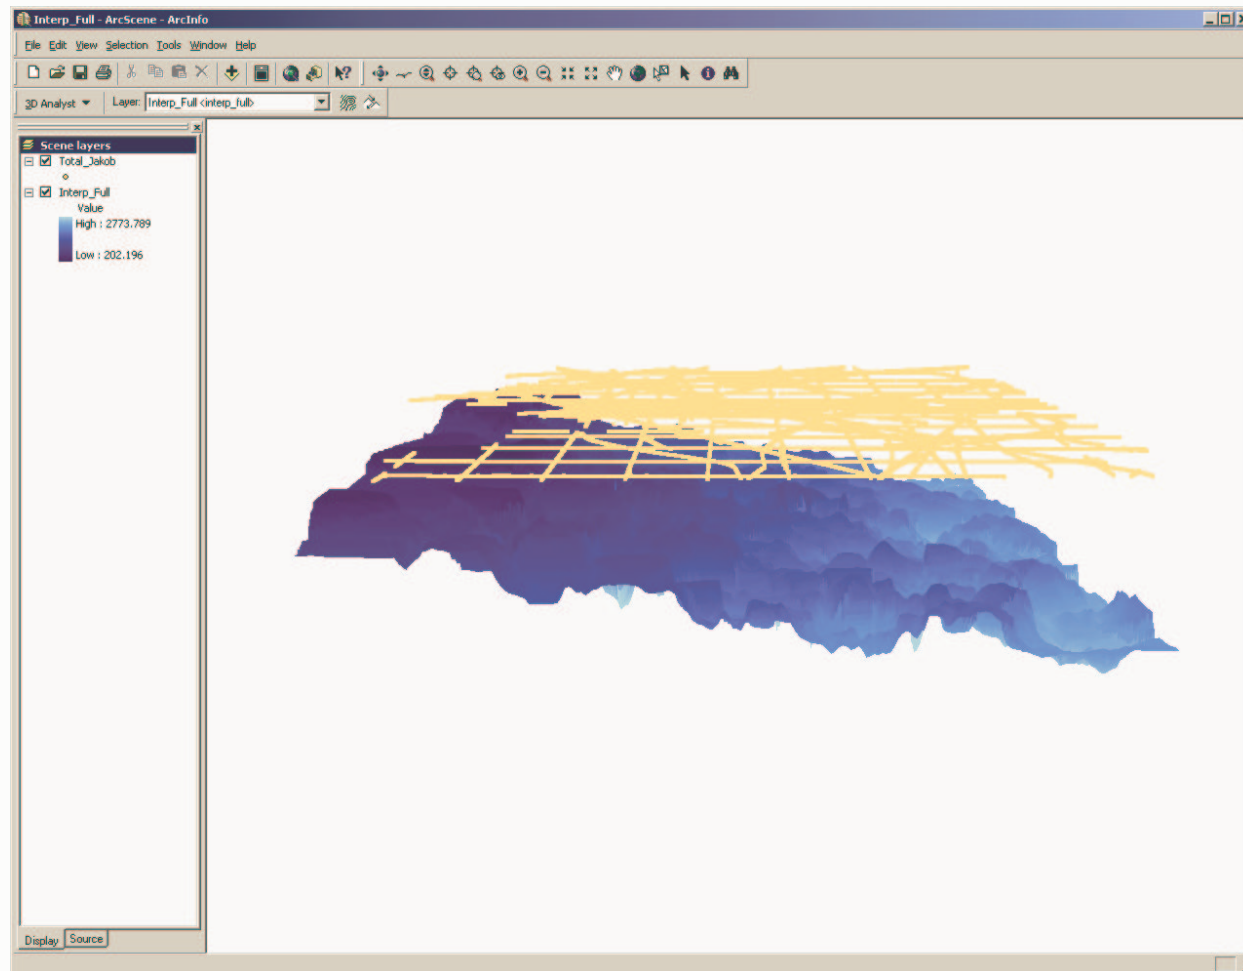 Interp_Full - ArcScene - ArcInfo
File Edit View Selection Tools Window Help
3D Analyst Layer: Interp_Full <interp_full>
Scene layers
Total_Jakob
Interp_Full
Value
High : 2773.789
Low : 202.196
Display Source